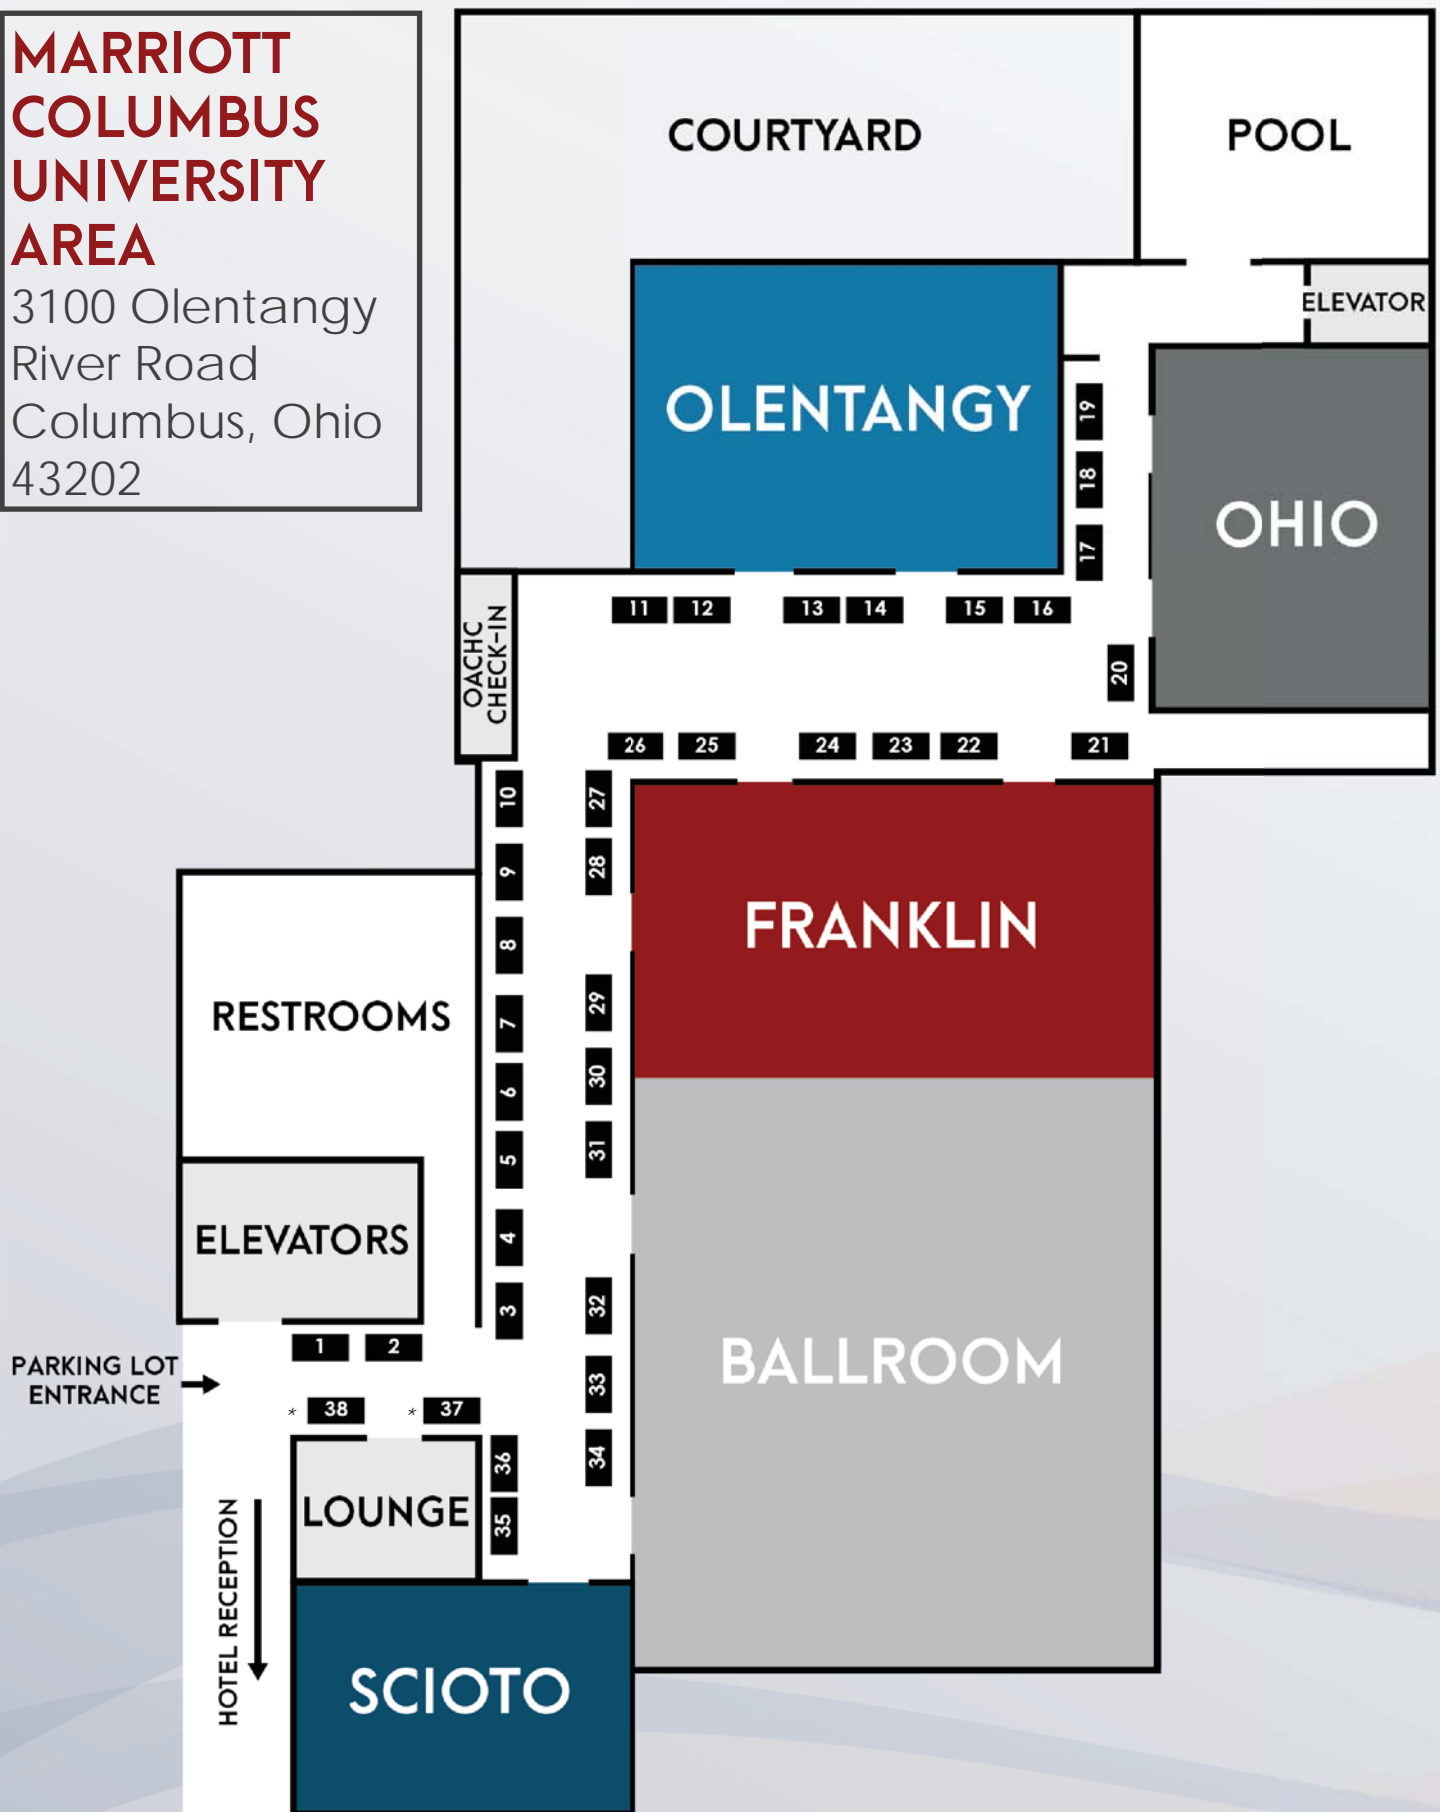 MARRIOTT
COLUMBUS
UNIVERSITY
AREA
3100 Olentangy
River Road
Columbus, Ohio
43202
COURTYARD
POOL
ELEVATOR
OLENTANGY
OHIO
19
18
17
11 12 13 14 15 16
OACHC
CHECK-IN
20
26 25 24 23 22 21
10
27
9
28
8
FRANKLIN
29
7
RESTROOMS
30
6
31
5
4
ELEVATORS
3
32
1 2
PARKING LOT
ENTRANCE
BALLROOM
33
* 38 * 37
36
34
LOUNGE
35
HOTEL RECEPTION
SCIOTO